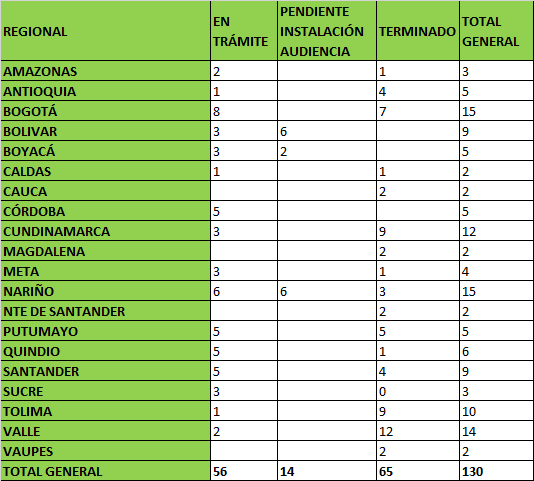 REGIONAL EN TRÁMITE PENDIENTE INSTALACIÓN AUDIENCIA TERMINADO TOTAL GENERAL
AMAZONAS 2 1 3
ANTIOQUIA 1 4 5
BOGOTÁ 8 7 15
BOLIVAR 3 6 9
BOYACÁ 3 2 5
CALDAS 1 1 2
CAUCA 2 2
CÓRDOBA 5 5
CUNDINAMARCA 3 9 12
MAGDALENA 2 2
META 3 1 4
NARIÑO 6 6 3 15
NTE DE SANTANDER 2 2
PUTUMAYO 5 5 5
QUINDIO 5 1 6
SANTANDER 5 4 9
SUCRE 3 0 3
TOLIMA 1 9 10
VALLE 2 12 14
VAUPES 2 2
TOTAL GENERAL 56 14 65 130